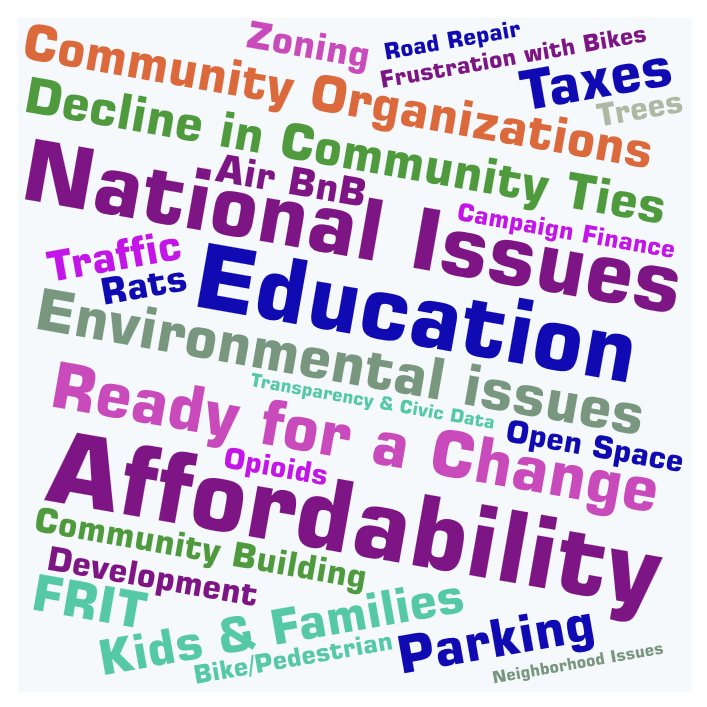 Zoning
Road Repair
Frustration with Bikes
Community Organizations
Taxes
Trees
Decline in Community Ties
National Issues
Air BnB
Campaign Finance
Traffic
Rats
Education
Environmental issues
Transparency & Civic Data
Ready for a Change
Open Space
Opioids
Affordability
Community Building
Development
FRIT
Kids & Families
Bike/Pedestrian
Parking
Neighborhood Issues